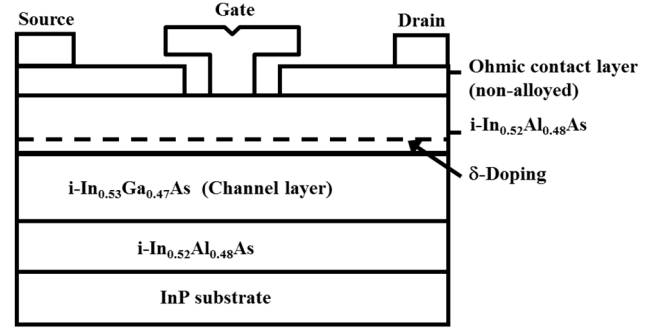 Source
Gate
Drain
Ohmic contact layer
(non-alloyed)
i-In₀.₅₂Al₀.₄₈As
δ-Doping
i-In₀.₅₃Ga₀.₄₇As (Channel layer)
i-In₀.₅₂Al₀.₄₈As
InP substrate